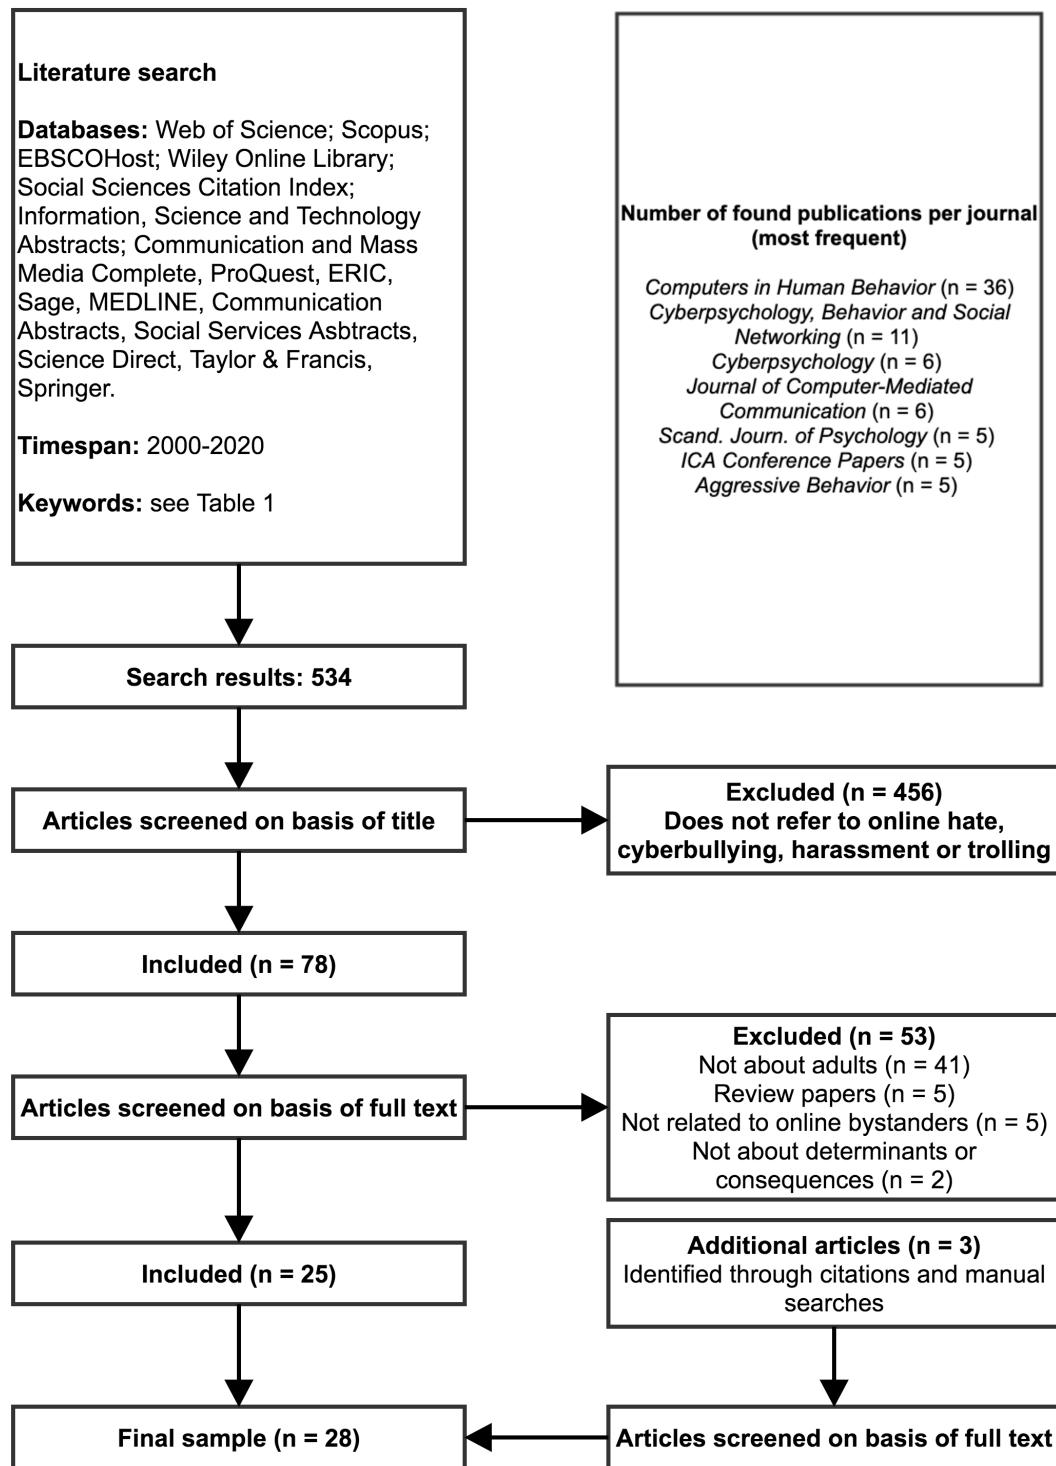 Literature search
Databases: Web of Science; Scopus;
EBSCOHost; Wiley Online Library;
Social Sciences Citation Index;
Information, Science and Technology
Abstracts; Communication and Mass
Media Complete, ProQuest, ERIC,
Sage, MEDLINE, Communication
Abstracts, Social Services Asbtracts,
Science Direct, Taylor & Francis,
Springer.
Timespan: 2000-2020
Keywords: see Table 1
Number of found publications per journal
(most frequent)
Computers in Human Behavior (n = 36)
Cyberpsychology, Behavior and Social
Networking (n = 11)
Cyberpsychology (n = 6)
Journal of Computer-Mediated
Communication (n = 6)
Scand. Journ. of Psychology (n = 5)
ICA Conference Papers (n = 5)
Aggressive Behavior (n = 5)
Search results: 534
Articles screened on basis of title
Excluded (n = 456)
Does not refer to online hate,
cyberbullying, harassment or trolling
Included (n = 78)
Articles screened on basis of full text
Excluded (n = 53)
Not about adults (n = 41)
Review papers (n = 5)
Not related to online bystanders (n = 5)
Not about determinants or
consequences (n = 2)
Included (n = 25)
Additional articles (n = 3)
Identified through citations and manual
searches
Final sample (n = 28)
Articles screened on basis of full text